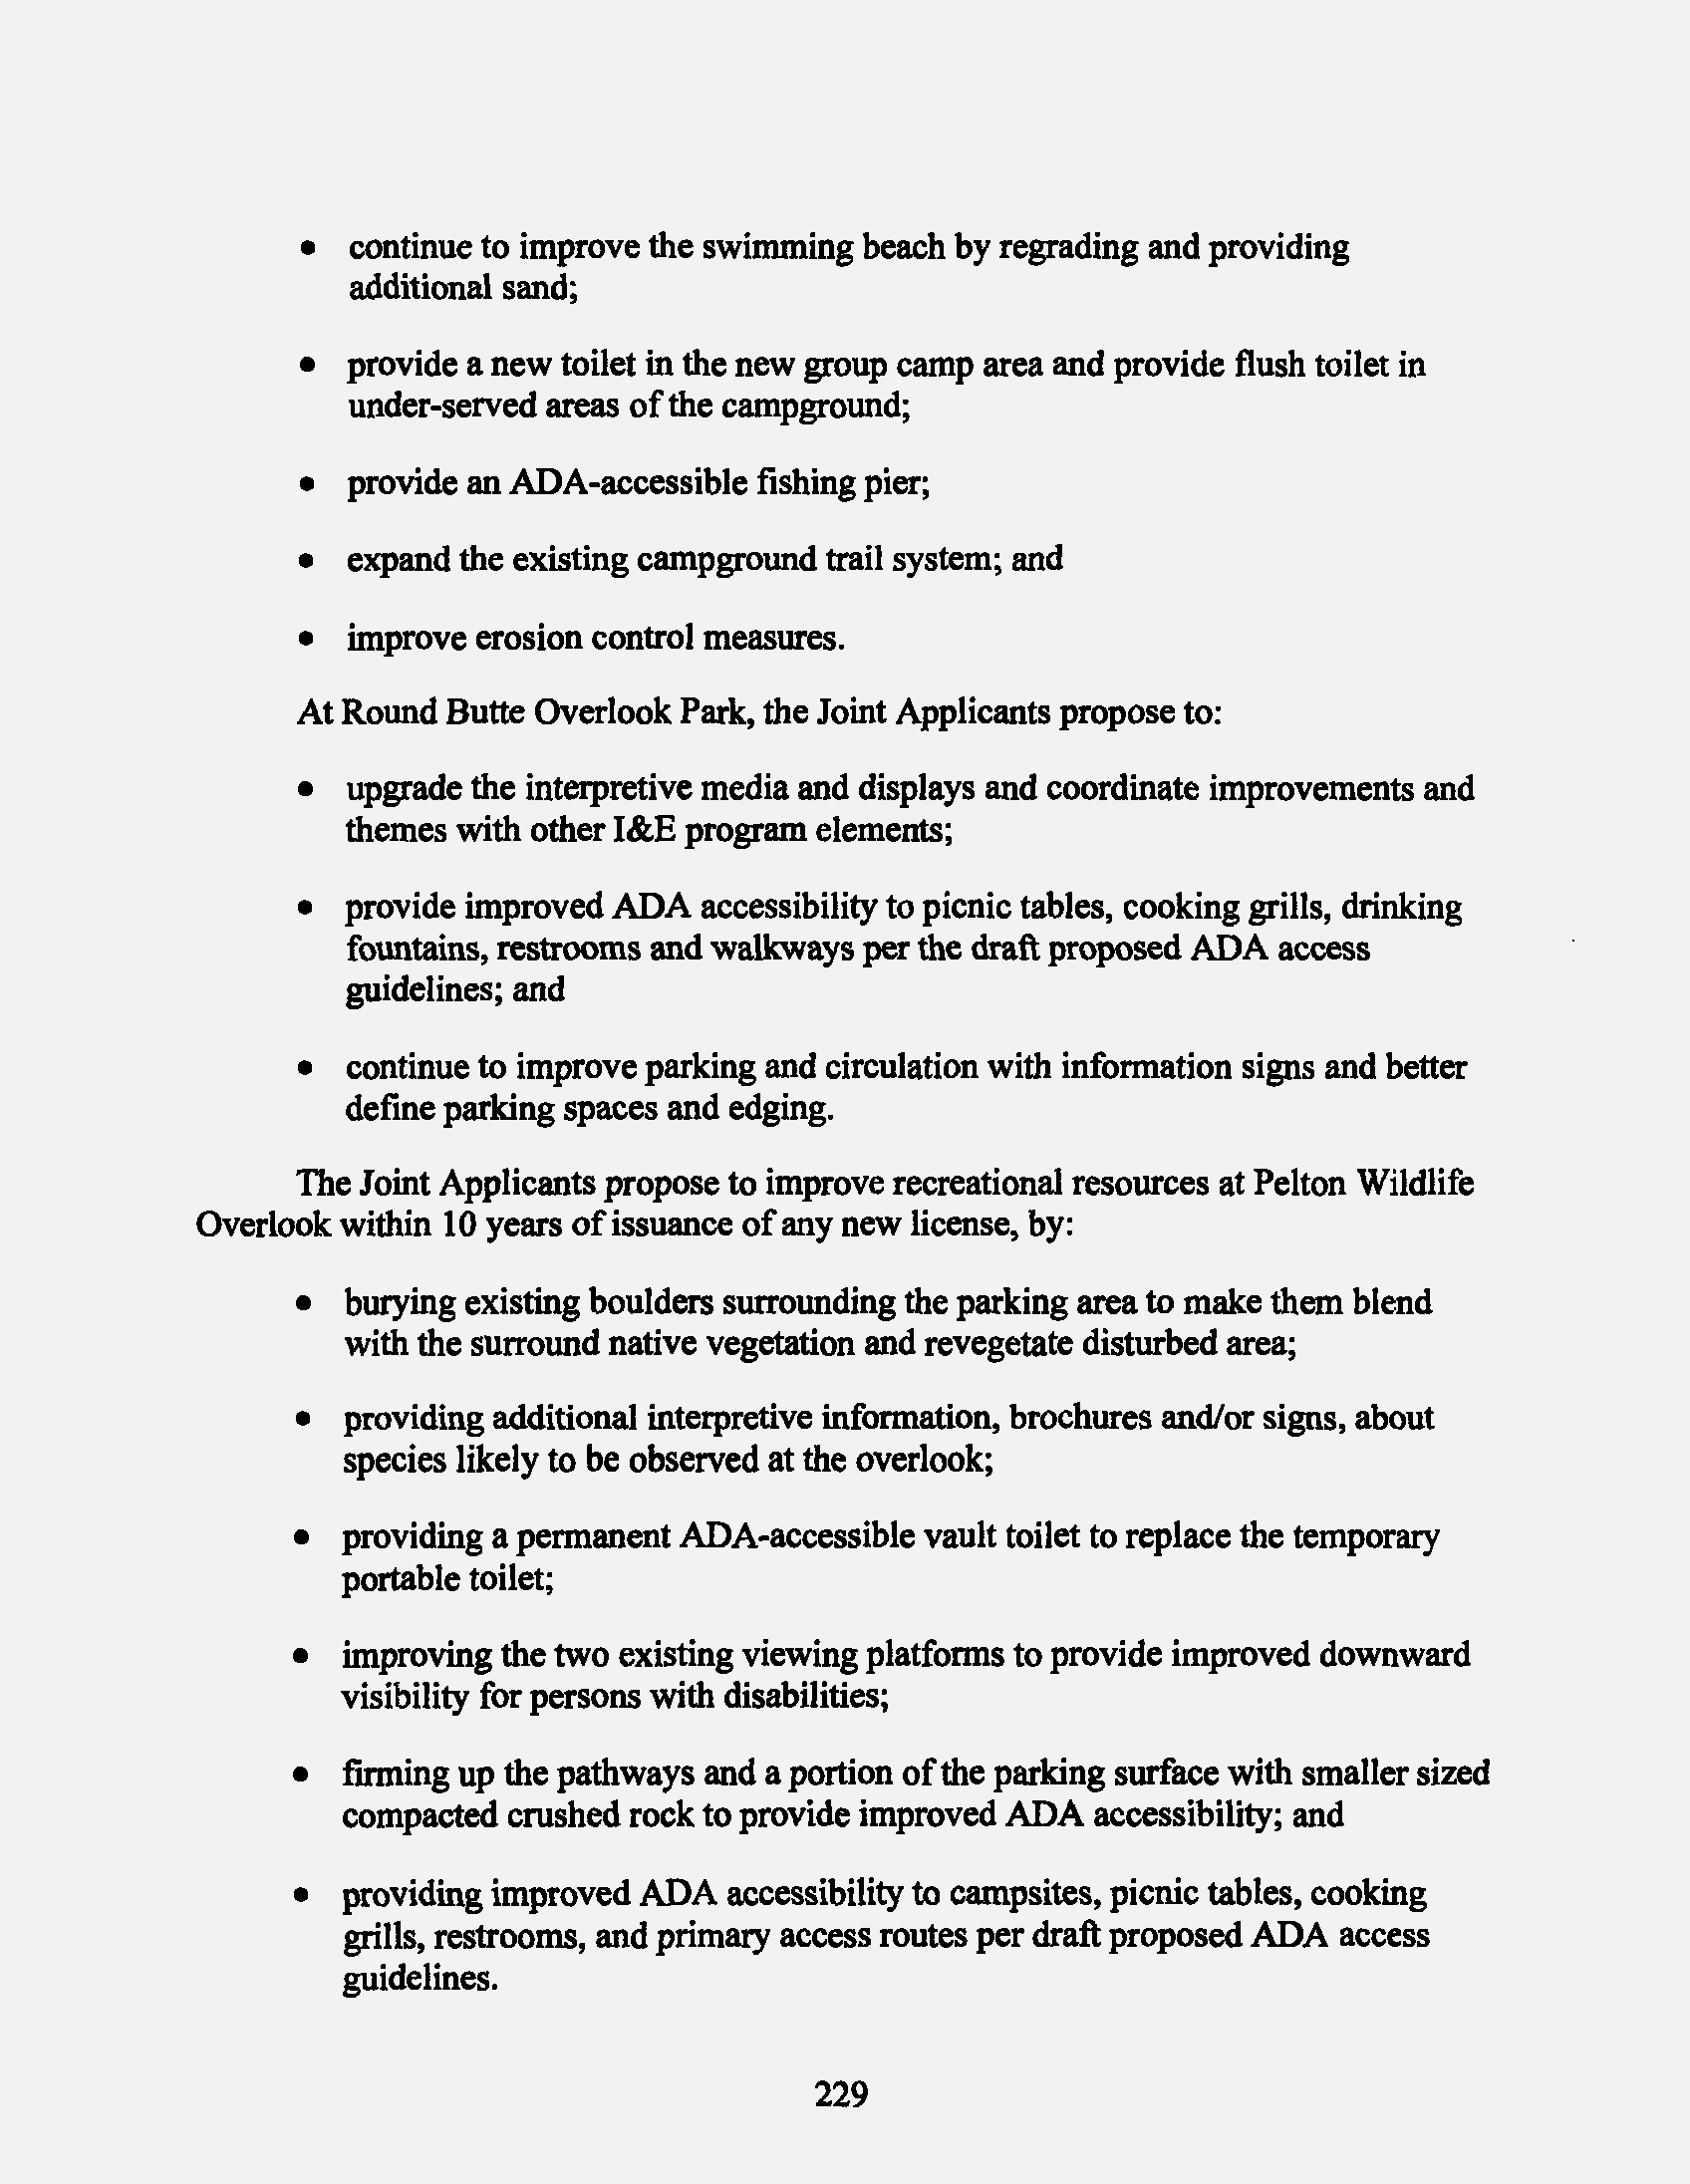 • continue to improve the swimming beach by regrading and providing
additional sand;
• provide a new toilet in the new group camp area and provide flush toilet in
under-served areas of the campground;
• provide an ADA-accessible fishing pier;
• expand the existing campground trail system; and
• improve erosion control measures.
At Round Butte Overlook Park, the Joint Applicants propose to:
• upgrade the interpretive media and displays and coordinate improvements and
themes with other I&E program elements;
• provide improved ADA accessibility to picnic tables, cooking grills, drinking
fountains, restrooms and walkways per the draft proposed ADA access
guidelines; and
• continue to improve parking and circulation with information signs and better
define parking spaces and edging.
The Joint Applicants propose to improve recreational resources at Pelton Wildlife
Overlook within 10 years of issuance of any new license, by:
• burying existing boulders surrounding the parking area to make them blend
with the surround native vegetation and revegetate disturbed area;
• providing additional interpretive information, brochures and/or signs, about
species likely to be observed at the overlook;
• providing a permanent ADA-accessible vault toilet to replace the temporary
portable toilet;
• improving the two existing viewing platforms to provide improved downward
visibility for persons with disabilities;
• firming up the pathways and a portion of the parking surface with smaller sized
compacted crushed rock to provide improved ADA accessibility; and
• providing improved ADA accessibility to campsites, picnic tables, cooking
grills, restrooms, and primary access routes per draft proposed ADA access
guidelines.
229